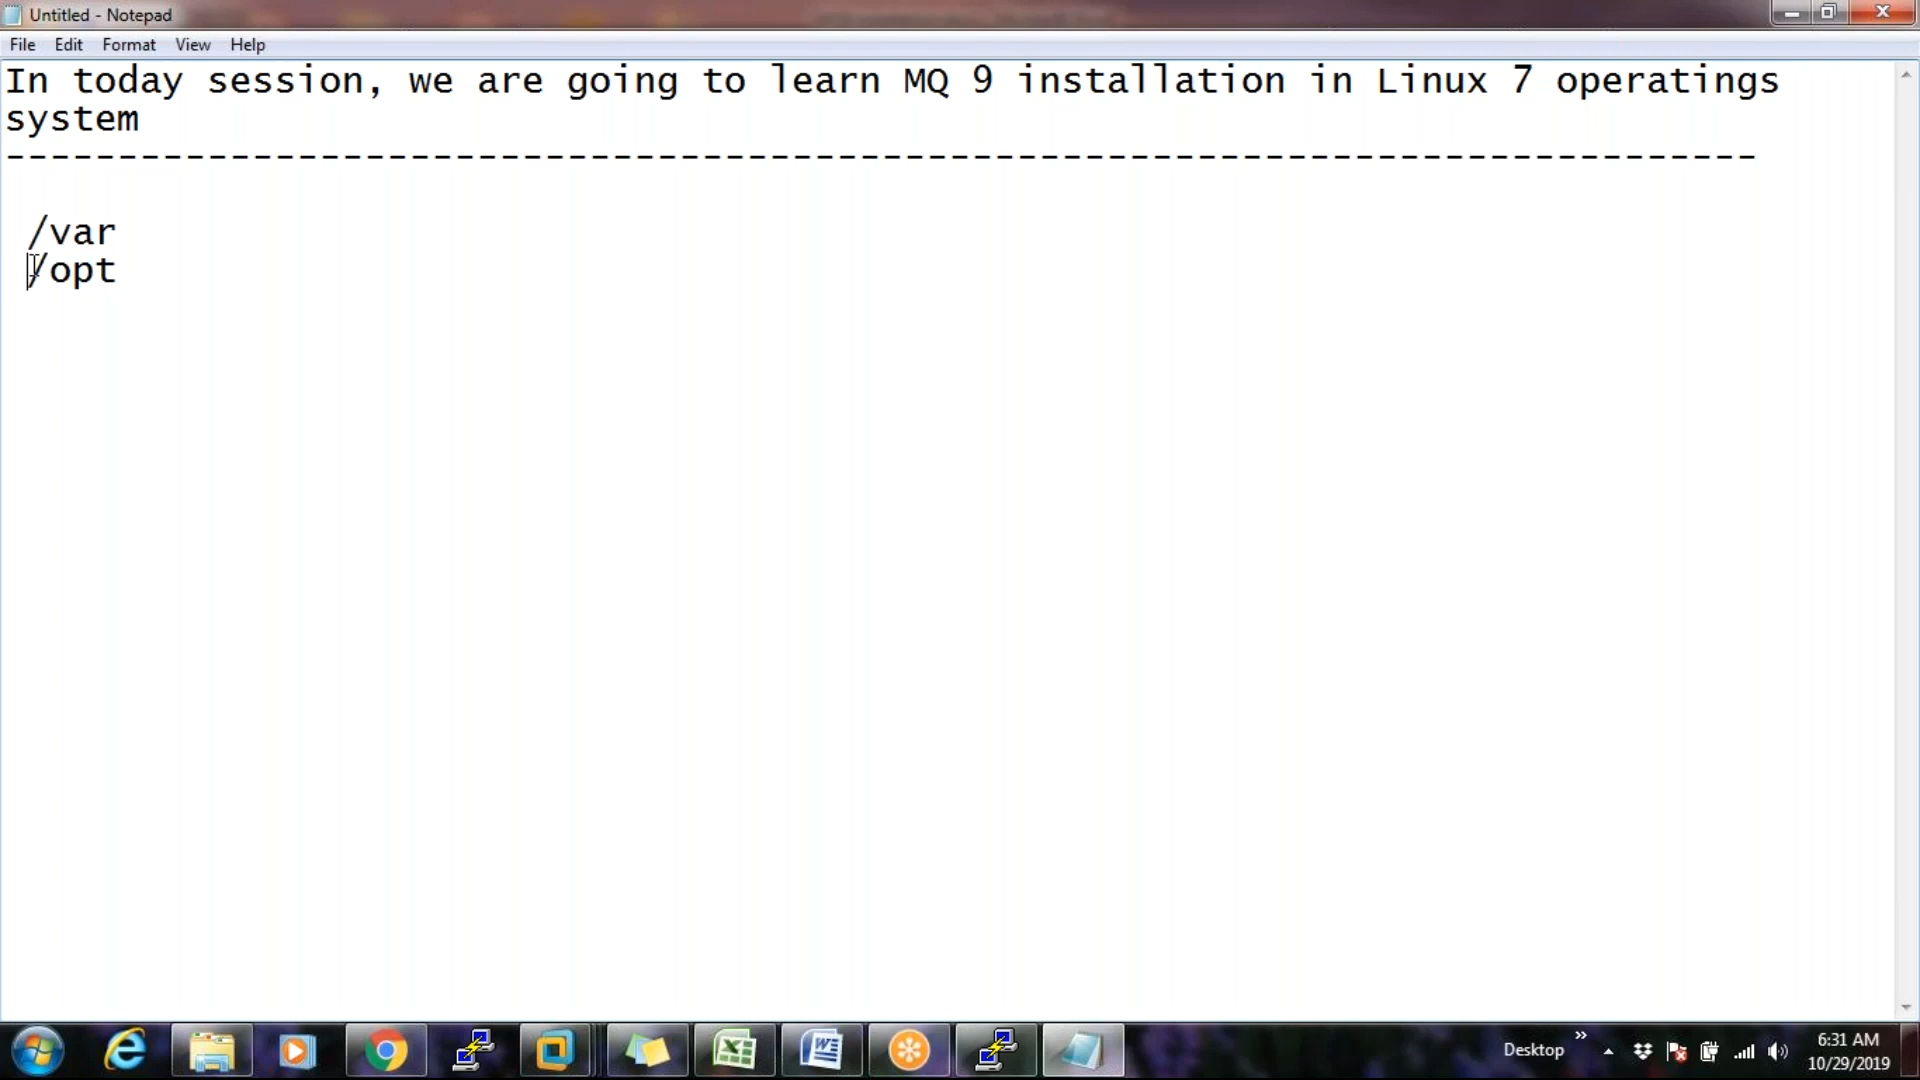 Untitled - Notepad
File Edit Format View Help
In today session, we are going to learn MQ 9 installation in Linux 7 operatings
system
-------------------------------------------------------------------------------
/var
/opt
Desktop
6:31 AM
10/29/2019